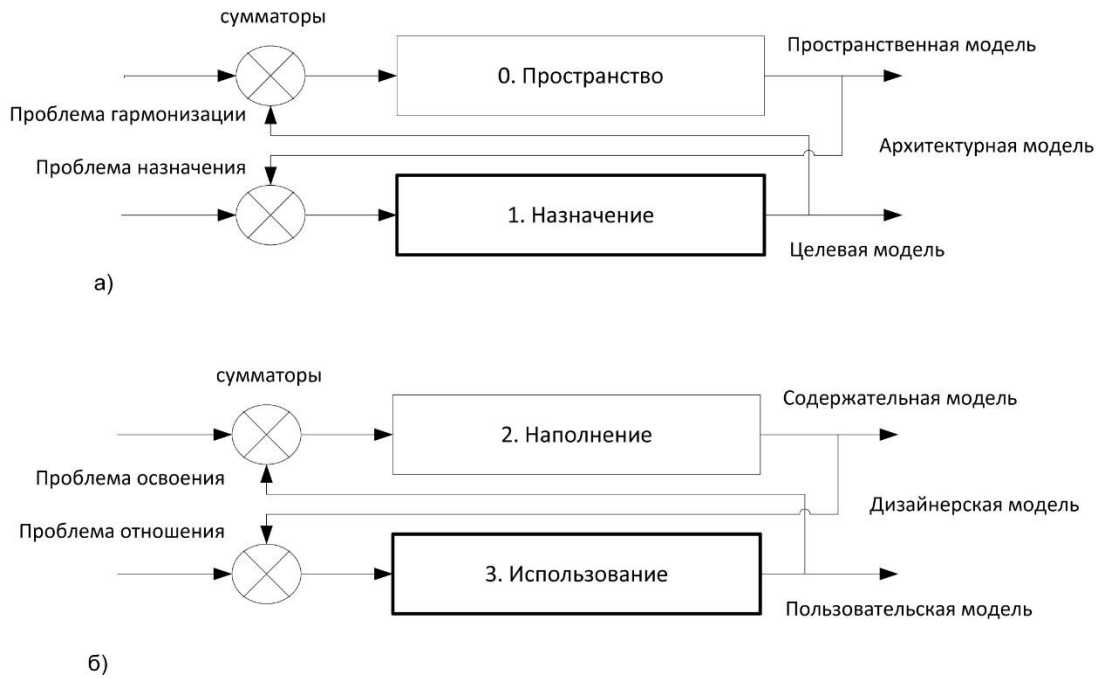 сумматоры
Пространственная модель
0. Пространство
Проблема гармонизации
Архитектурная модель
Проблема назначения
1. Назначение
Целевая модель
а)
сумматоры
Содержательная модель
2. Наполнение
Проблема освоения
Дизайнерская модель
Проблема отношения
3. Использование
Пользовательская модель
б)